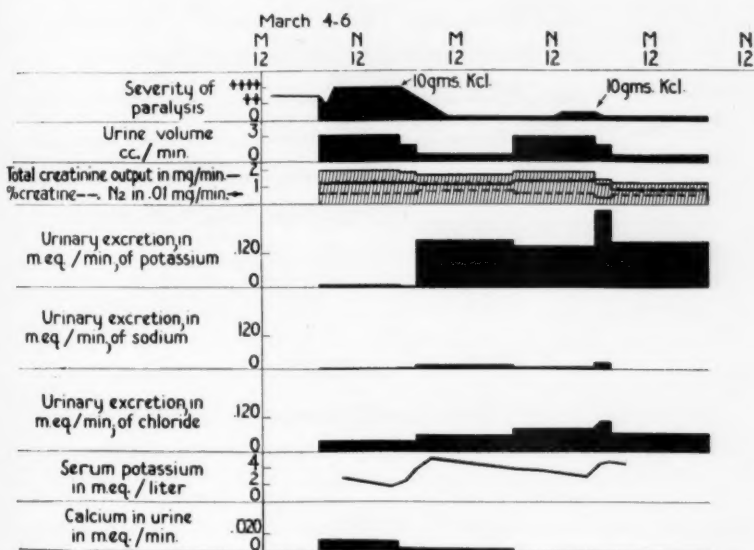 March 4-6
M N M N M N
12 12 12 12 12 12
Severity of paralysis ++++ ++ 0
10gms. Kcl.
10gms. Kcl.
Urine volume cc./min. 3 0
Total creatinine output in mg/min.— 2
%creatine---. N2 in .01 mg/min.→ 1
Urinary excretion, in m.eq./min, of potassium .120 0
Urinary excretion, in m.eq/min, of sodium 120 0
Urinary excretion, in m.eq/min, of chloride .120 0
Serum potassium in m.eq./liter 4 2 0
Calcium in urine in m.eq./min. .020 0